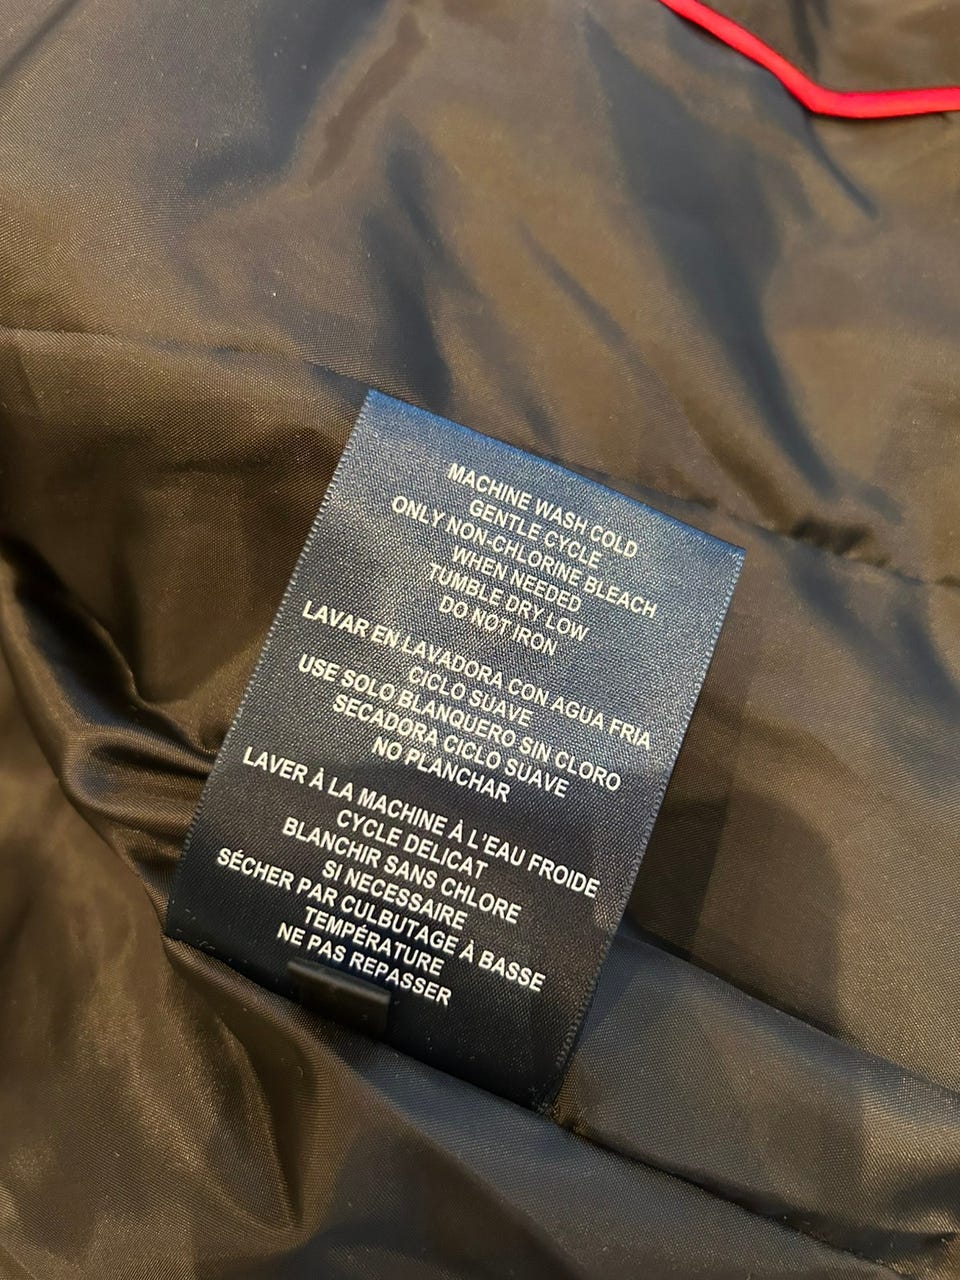 MACHINE WASH COLD
GENTLE CYCLE
ONLY NON-CHLORINE BLEACH
WHEN NEEDED
TUMBLE DRY LOW
DO NOT IRON
LAVAR EN LAVADORA CON AGUA FRIA
CICLO SUAVE
USE SOLO BLANQUERO SIN CLORO
SECADORA CICLO SUAVE
NO PLANCHAR
LAVER À LA MACHINE À L'EAU FROIDE
CYCLE DELICAT
BLANCHIR SANS CHLORE
SI NECESSAIRE
SÉCHER PAR CULBUTAGE À BASSE
TEMPÉRATURE
NE PAS REPASSER